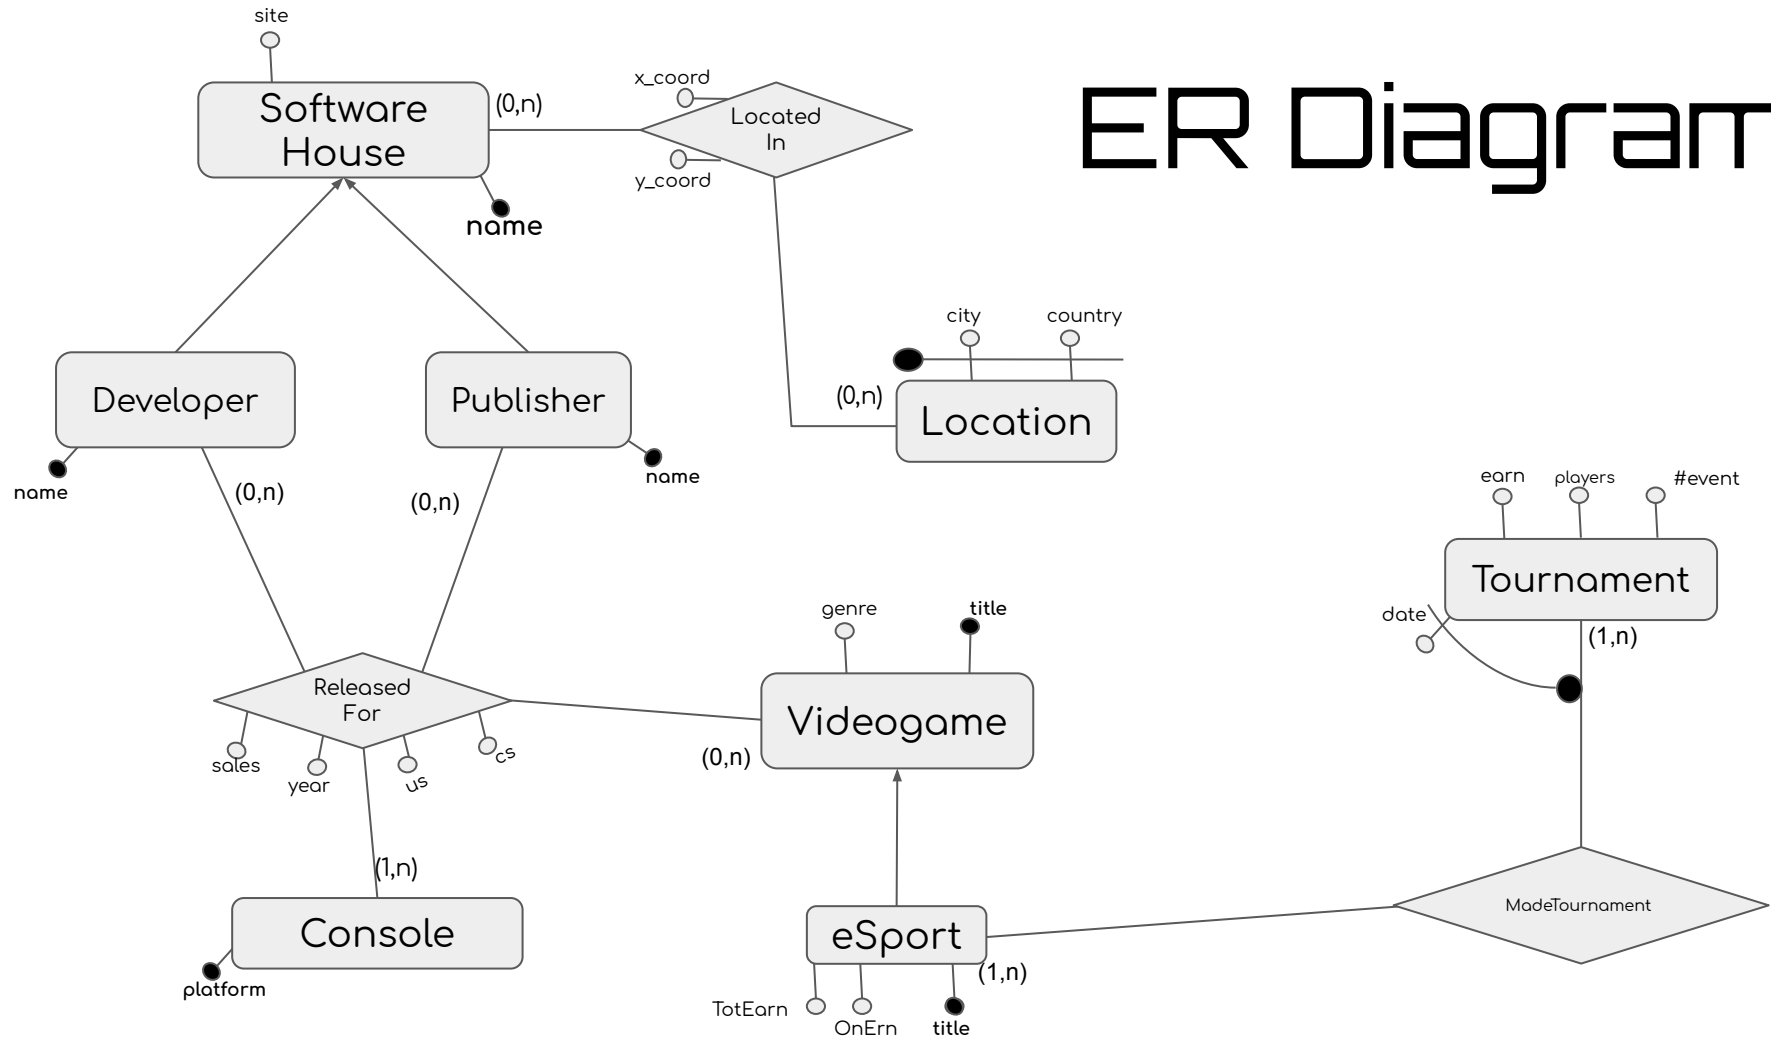 site
Software
House
(0,n)
x_coord
Located
In
y_coord
name
ER Diagram
city
country
(0,n)
Location
Developer
Publisher
name
(0,n)
(0,n)
name
earn
players
#event
Tournament
date
(1,n)
genre
title
Released
For
Videogame
(0,n)
sales
year
us
cs
(1,n)
Console
platform
eSport
(1,n)
TotEarn
OnErn
title
MadeTournament